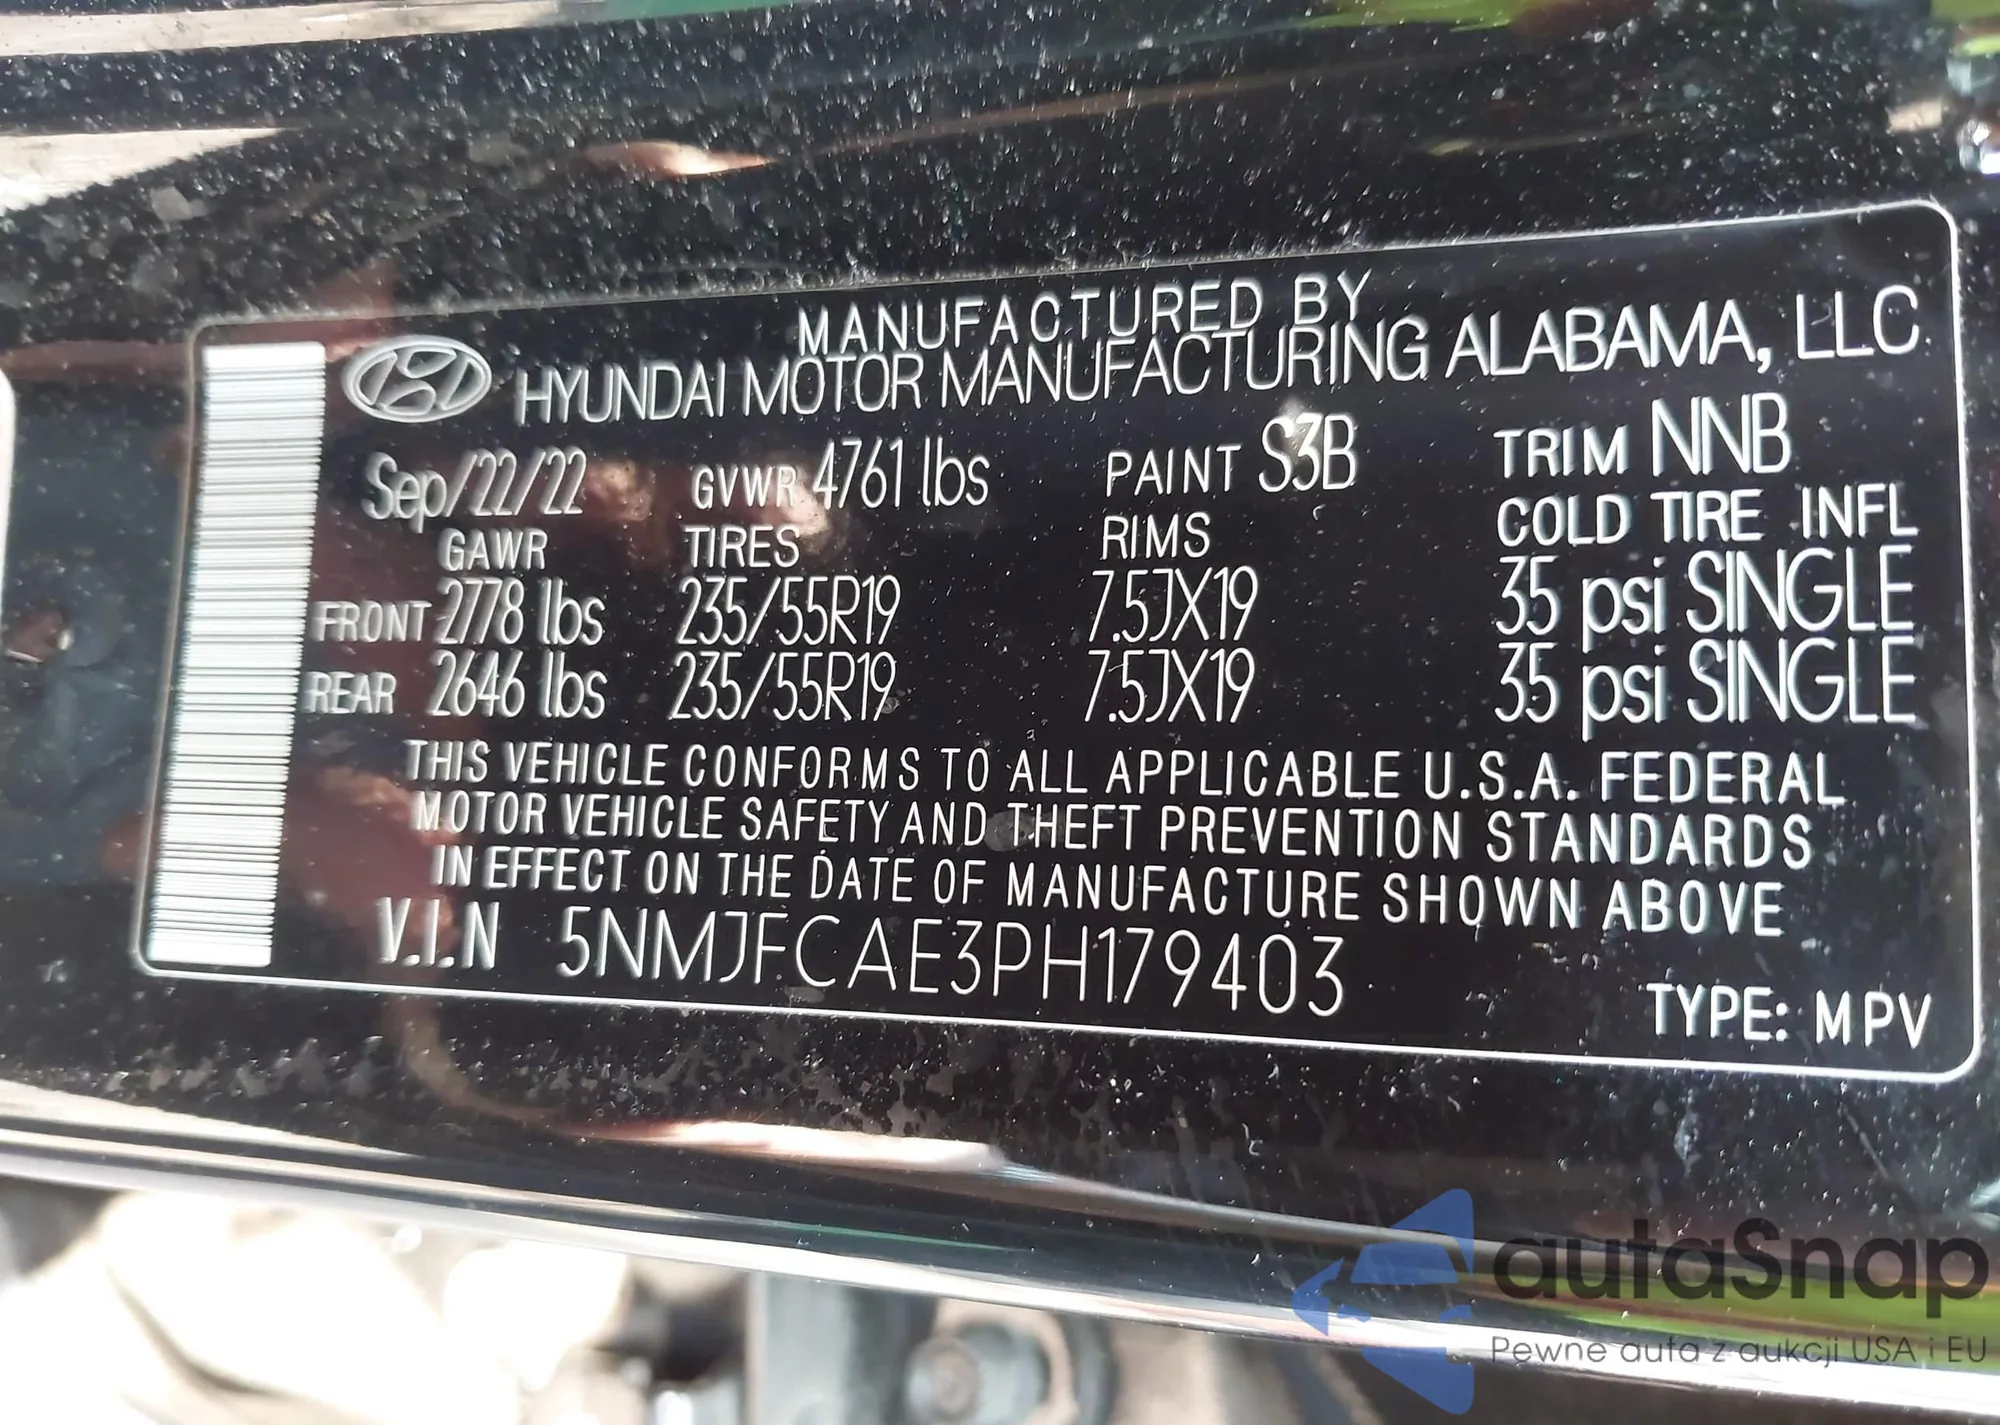 MANUFACTURED BY
HYUNDAI MOTOR MANUFACTURING ALABAMA, LLC
Sep/22/22 GVWR 4761 lbs PAINT S3B TRIM NNB
GAWR TIRES RIMS COLD TIRE INFL
FRONT 2778 lbs 235/55R19 7.5JX19 35 psi SINGLE
REAR 2646 lbs 235/55R19 7.5JX19 35 psi SINGLE
THIS VEHICLE CONFORMS TO ALL APPLICABLE U.S.A. FEDERAL
MOTOR VEHICLE SAFETY AND THEFT PREVENTION STANDARDS
IN EFFECT ON THE DATE OF MANUFACTURE SHOWN ABOVE
V.I.N 5NMJFCAE3PH179403
TYPE: MPV
autaSnap
Pewne auta z aukcji USA i EU